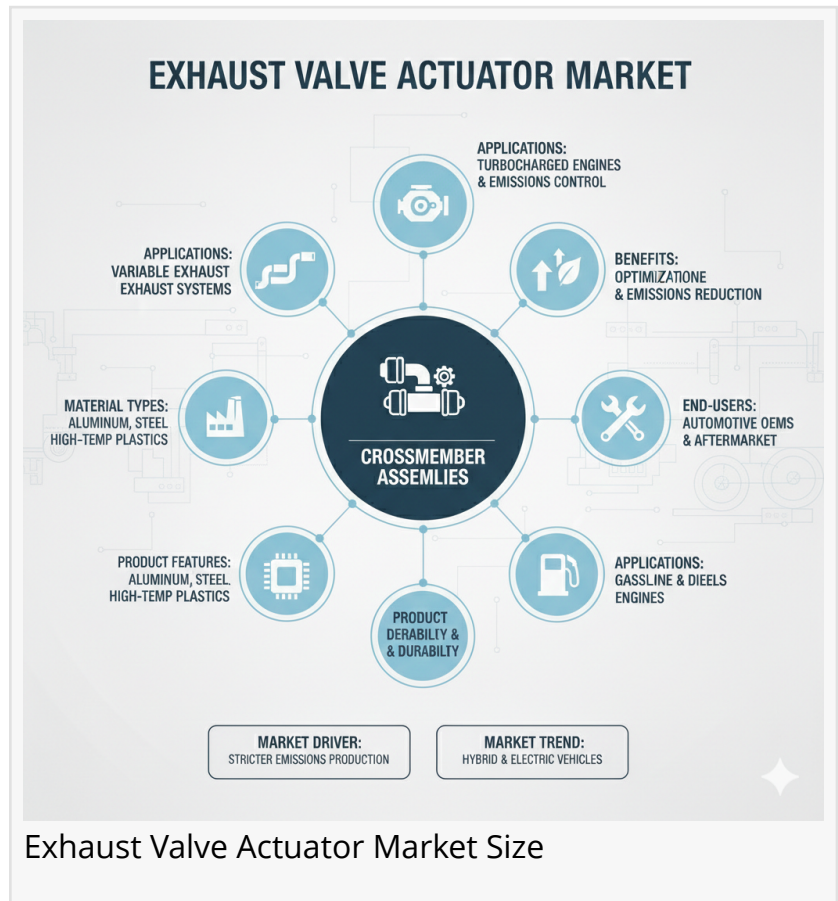 EXHAUST VALVE ACTUATOR MARKET
APPLICATIONS:
TURBOCHARGED ENGINES
& EMISSIONS CONTROL
APPLICATIONS:
VARIABLE EXHAUST
EXHAUST SYSTEMS
BENEFITS:
OPTIMIZATIONE
& EMISSIONS REDUCTION
MATERIAL TYPES:
ALUMINUM, STEEL
HIGH-TEMP PLASTICS
CROSSMEMBER
ASSEMLIES
END-USERS:
AUTOMOTIVE OEMS
& AFTERMARKET
PRODUCT FEATURES:
ALUMINUM, STEEL.
HIGH-TEMP PLASTICS
PRODUCT
DERABILTY &
& DURABILTY
APPLICATIONS:
GASSLINE & DIEELS
ENGINES
MARKET DRIVER:
STRICTER EMISSIONS PRODUCTION
MARKET TREND:
HYBRID & ELECTRIC VEHICLES
Exhaust Valve Actuator Market Size